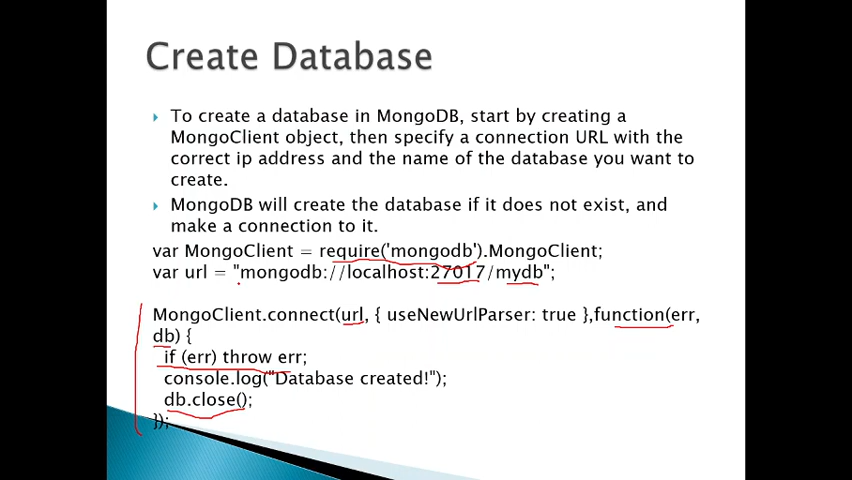 Create Database
To create a database in MongoDB, start by creating a
MongoClient object, then specify a connection URL with the
correct ip address and the name of the database you want to
create.
MongoDB will create the database if it does not exist, and
make a connection to it.
var MongoClient = require('mongodb').MongoClient;
var url = "mongodb://localhost:27017/mydb";
MongoClient.connect(url, { useNewUrlParser: true },function(err,
db) {
if (err) throw err;
console.log("Database created!");
db.close();
});